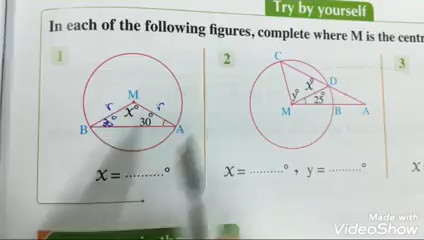 Try by yourself
In each of the following figures, complete where M is the centr
1
2
3
M
r
r
x°
30°
30°
B
A
x = .......... °
C
D
x°
y°
25°
M
B
A
x = .......... ° , y = .......... °
x
Made with
VideoShow